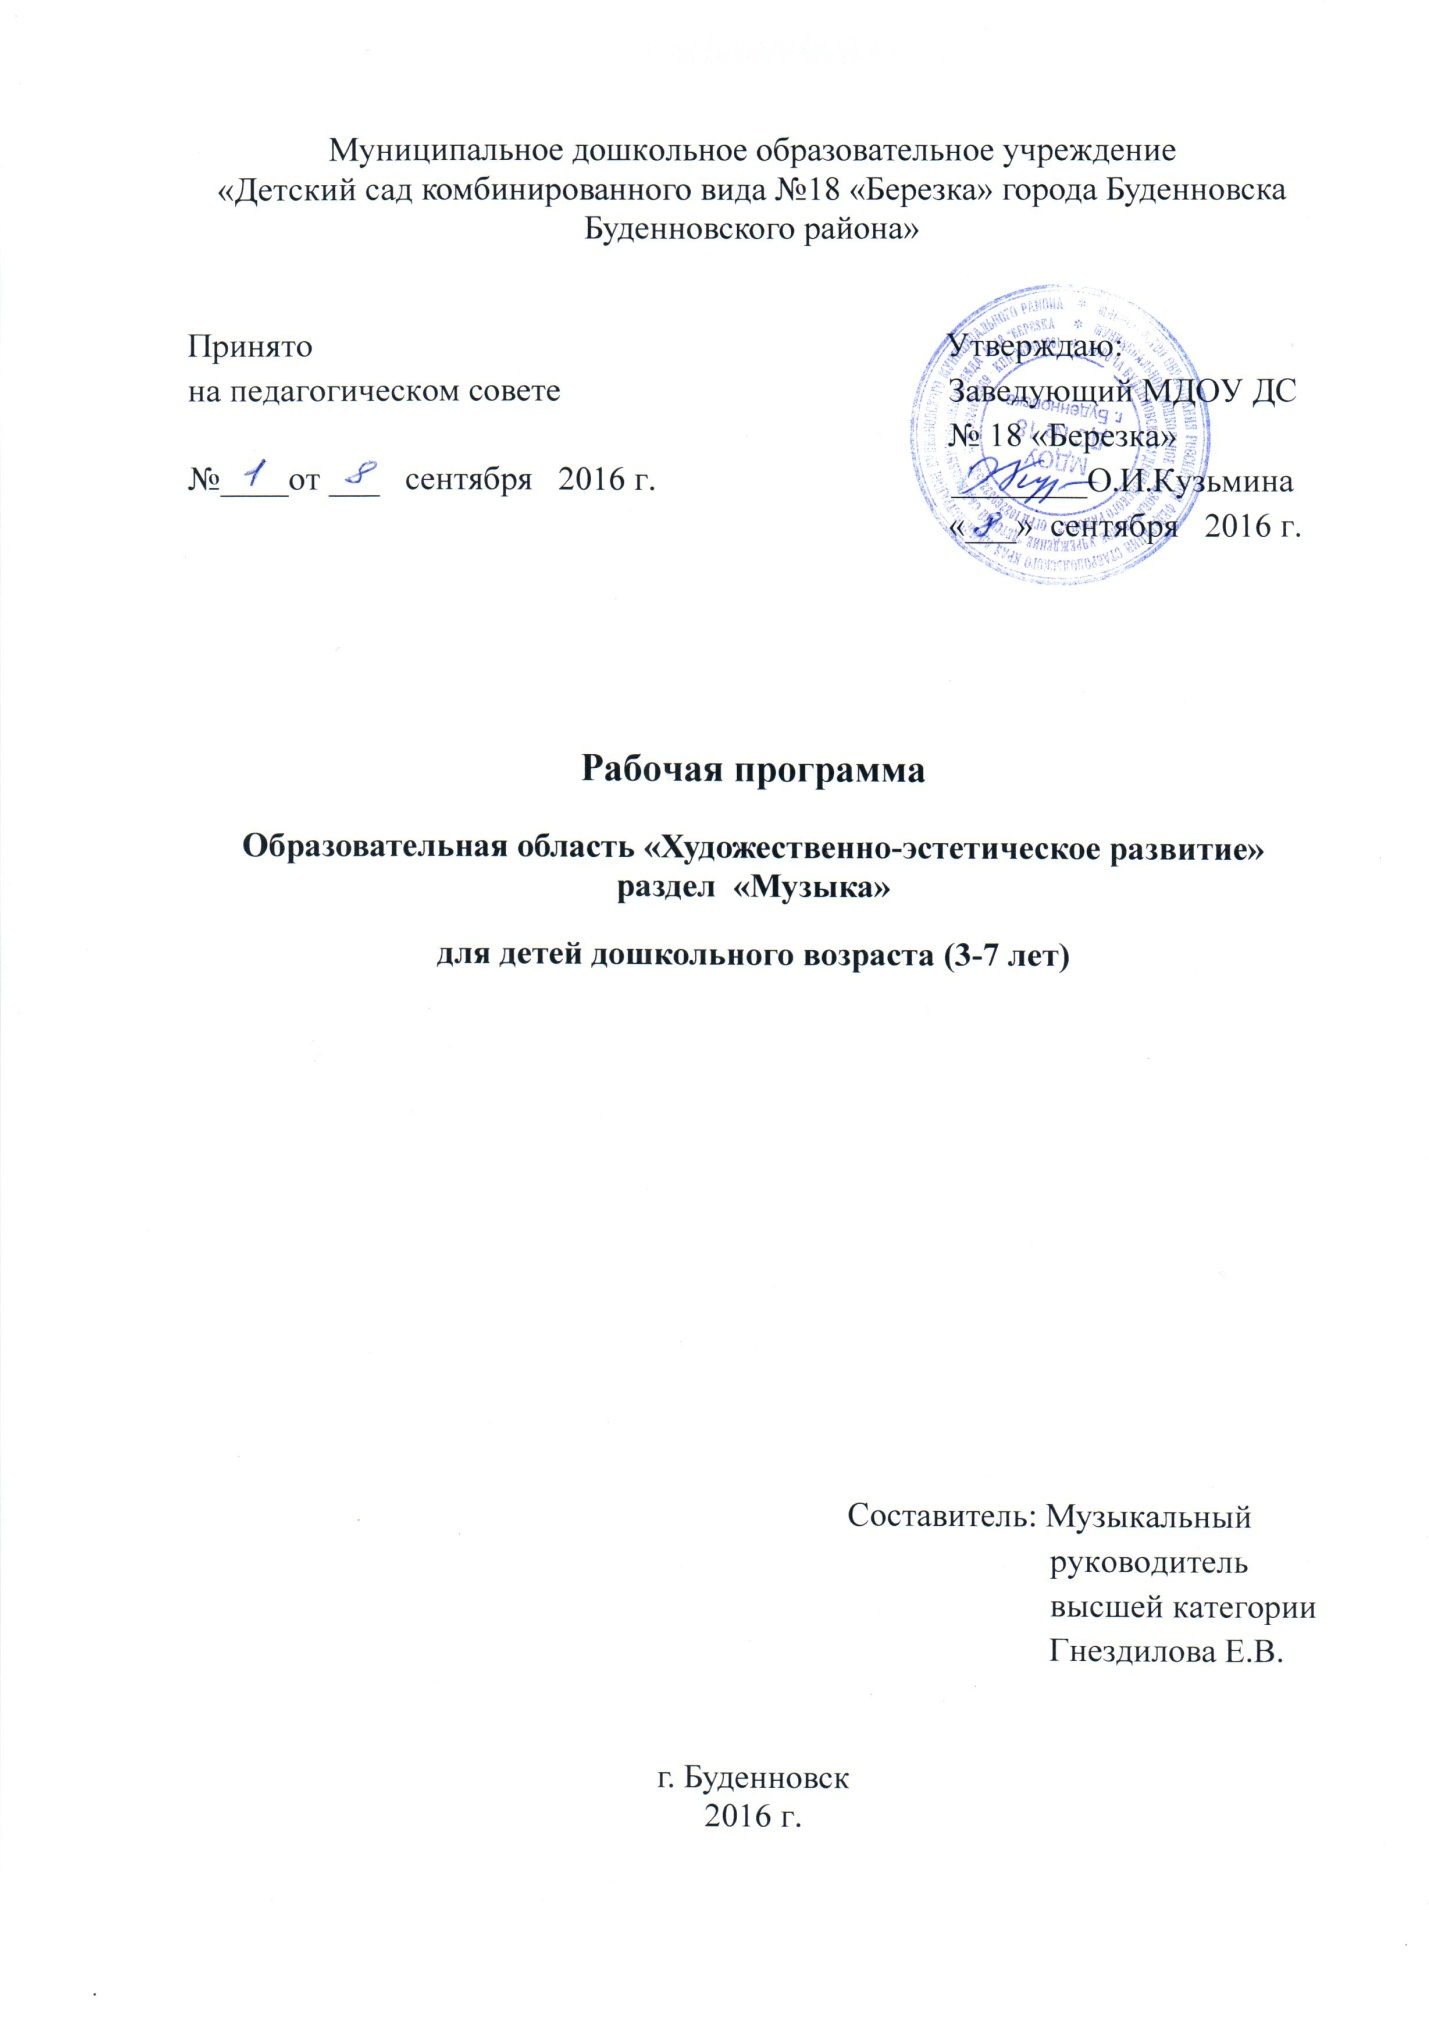 Муниципальное дошкольное образовательное учреждение
«Детский сад комбинированного вида №18 «Березка» города Буденновска
Буденновского района»
Принято
на педагогическом совете
№ 1 от 8 сентября 2016 г.
Утверждаю:
Заведующий МДОУ ДС
№ 18 «Березка»
О.И.Кузьмина
« 8 » сентября 2016 г.
МДОУ
г. Буденновск
Рабочая программа
Образовательная область «Художественно-эстетическое развитие»
раздел «Музыка»
для детей дошкольного возраста (3-7 лет)
Составитель: Музыкальный
руководитель
высшей категории
Гнездилова Е.В.
г. Буденновск
2016 г.